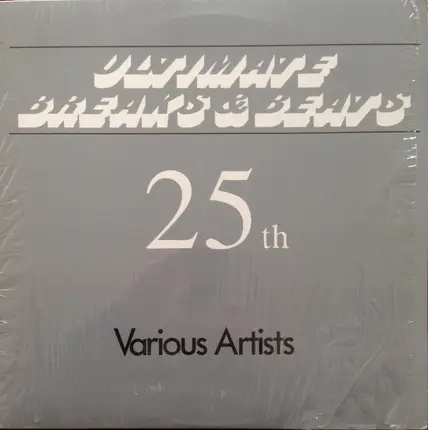 ULTIMATE
BREAKS & BEATS
25th
Various Artists